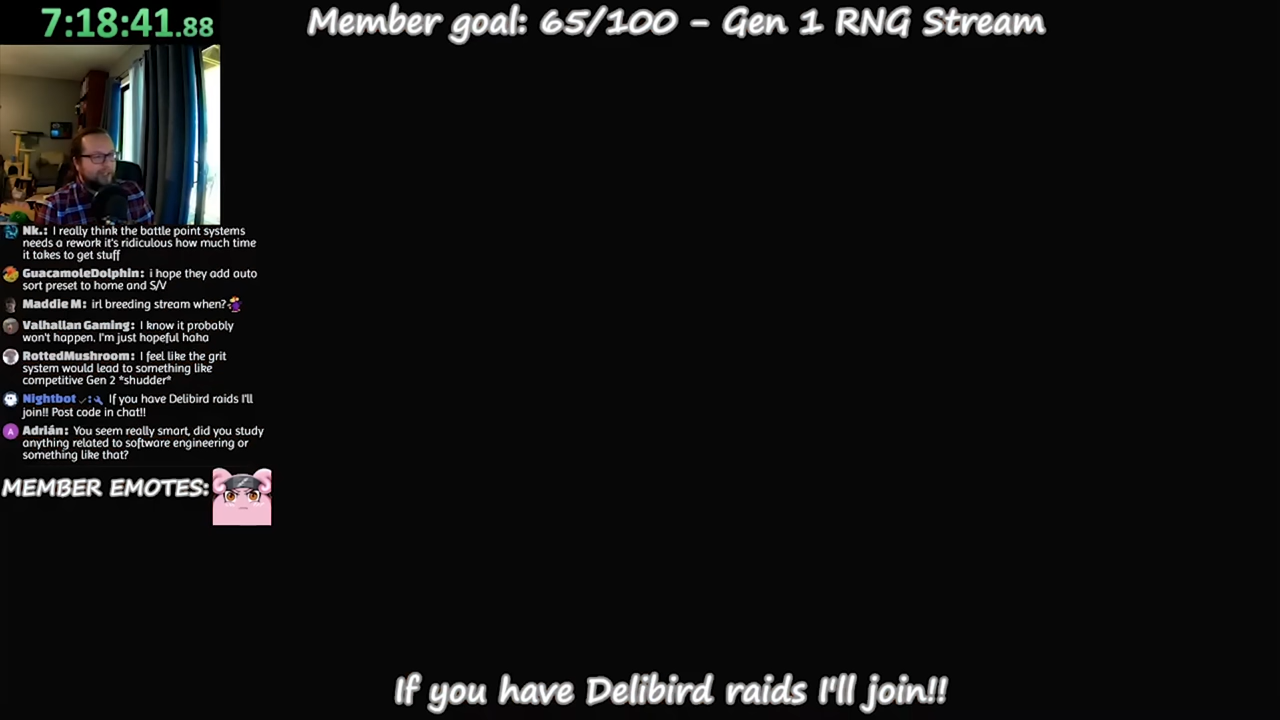 7:18:41.88
Member goal: 65/100 - Gen 1 RNG Stream
Nk.: I really think the battle point systems
needs a rework it's ridiculous how much time
it takes to get stuff
GuacamoleDolphin: i hope they add auto
sort preset to home and S/V
Maddie M: irl breeding stream when?
Valhallan Gaming: I know it probably
won't happen. I'm just hopeful haha
RottedMushroom: I feel like the grit
system would lead to something like
competitive Gen 2 *shudder*
Nightbot: If you have Delibird raids I'll
join!! Post code in chat!!
A Adrián: You seem really smart, did you study
anything related to software engineering or
something like that?
MEMBER EMOTES:
If you have Delibird raids I'll join!!